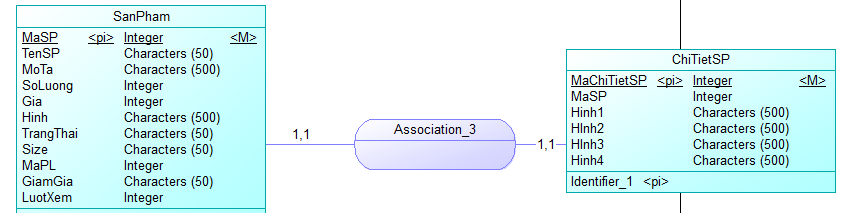 SanPham
MaSP <pi> Integer <M>
TenSP Characters (50)
MoTa Characters (500)
SoLuong Integer
Gia Integer
Hinh Characters (500)
TrangThai Characters (50)
Size Characters (50)
MaPL Integer
GiamGia Characters (50)
LuotXem Integer
1,1
Association_3
1,1
ChiTietSP
MaChiTietSP <pi> Integer <M>
MaSP Integer
Hinh1 Characters (500)
HInh2 Characters (500)
HInh3 Characters (500)
Hinh4 Characters (500)
Identifier_1 <pi>